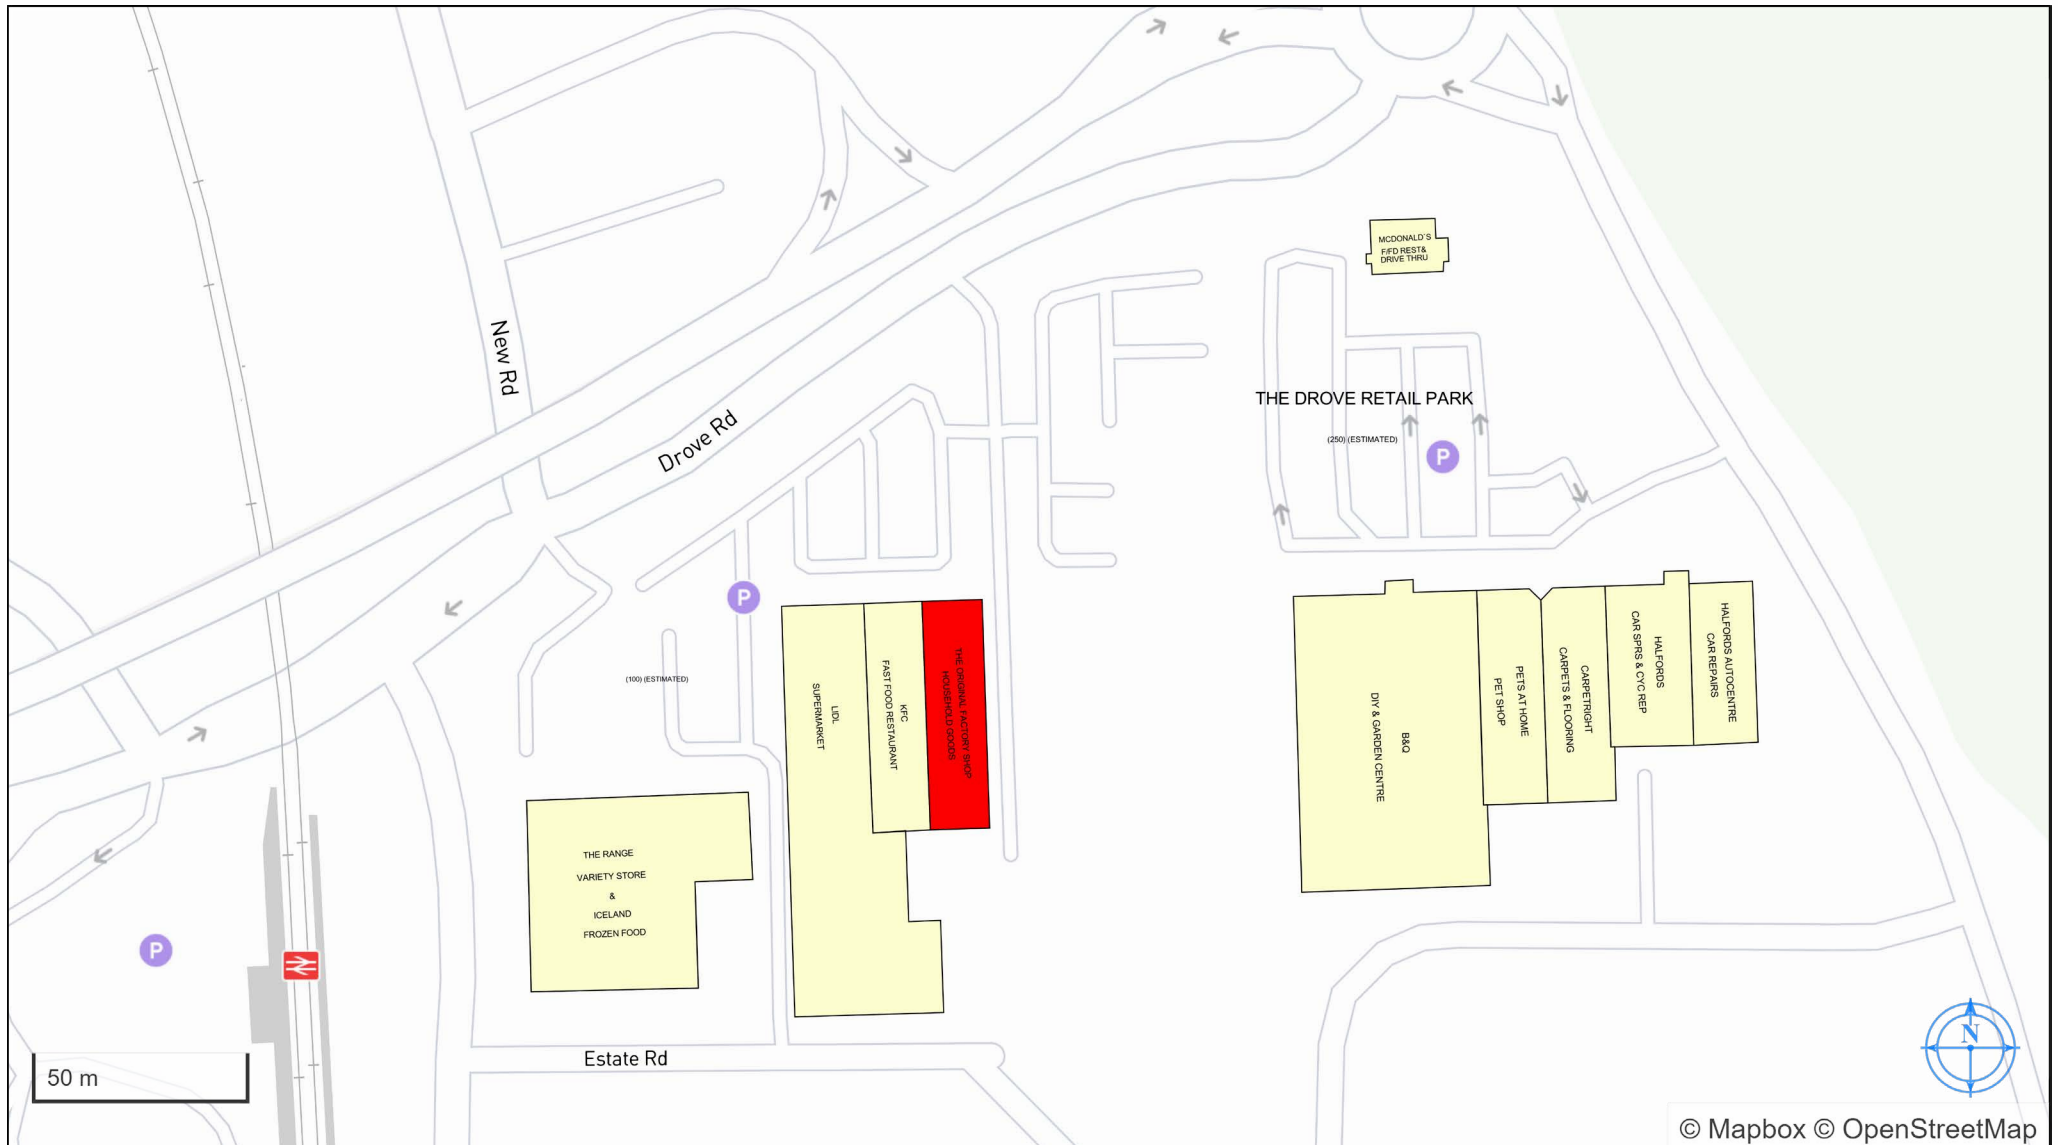 MCDONALD'S
F/FD REST&
DRIVE THRU
New Rd
Drove Rd
THE DROVE RETAIL PARK
(250) (ESTIMATED)
P
P
(100) (ESTIMATED)
LIDL
SUPERMARKET
KFC
FAST FOOD RESTAURANT
THE ORIGINAL FACTORY SHOP
HOUSEHOLD GOODS
B&Q
DIY & GARDEN CENTRE
PETS AT HOME
PET SHOP
CARPETRIGHT
CARPETS & FLOORING
HALFORDS
CAR SPRS & CYC REP
HALFORDS AUTOCENTRE
CAR REPAIRS
THE RANGE
VARIETY STORE
&
ICELAND
FROZEN FOOD
P
Estate Rd
50 m
N
© Mapbox © OpenStreetMap